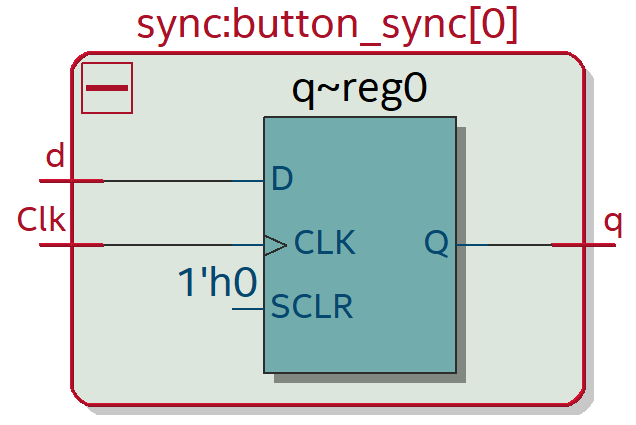 sync:button_sync[0]
q~reg0
d
D
Clk
CLK
Q
q
1'h0
SCLR